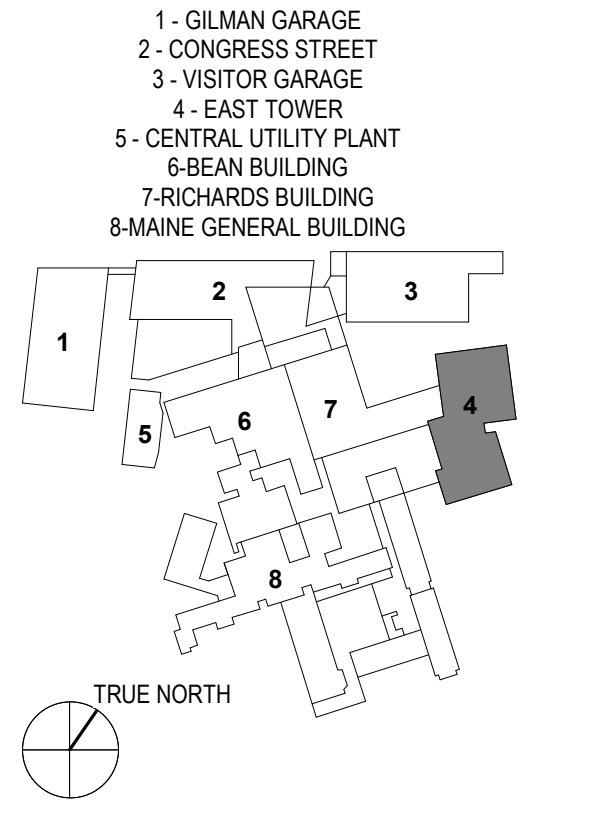 1 - GILMAN GARAGE
2 - CONGRESS STREET
3 - VISITOR GARAGE
4 - EAST TOWER
5 - CENTRAL UTILITY PLANT
6-BEAN BUILDING
7-RICHARDS BUILDING
8-MAINE GENERAL BUILDING
2
3
1
4
7
6
5
8
TRUE NORTH